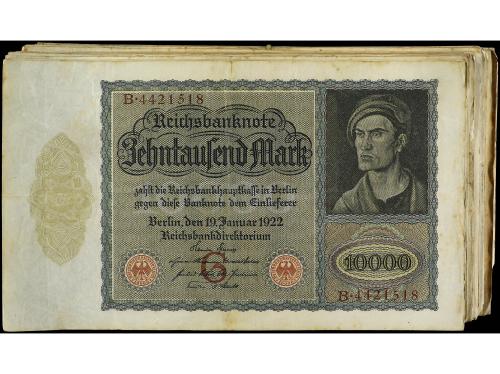 B·4421518
Reichsbanknote
Zehntausend Mark
zahlt die Reichsbankhauptkasse in Berlin
gegen diese Banknote dem Einlieferer
Berlin, den 19. Januar 1922
Reichsbankdirektorium
6
10000
B·4421518